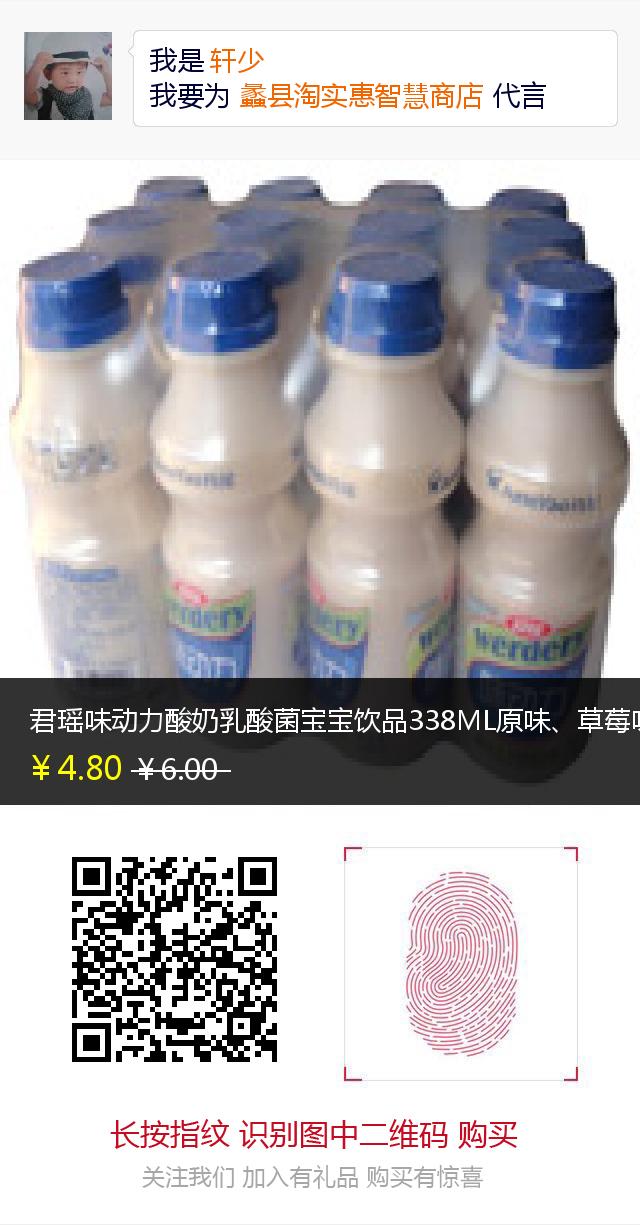 我是 轩少
我要为 蠡县淘实惠智慧商店 代言
werdery
werdery
君瑶味动力酸奶乳酸菌宝宝饮品338ML原味、草莓味
￥4.80 ￥6.00
长按指纹 识别图中二维码 购买
关注我们 加入有礼品 购买有惊喜